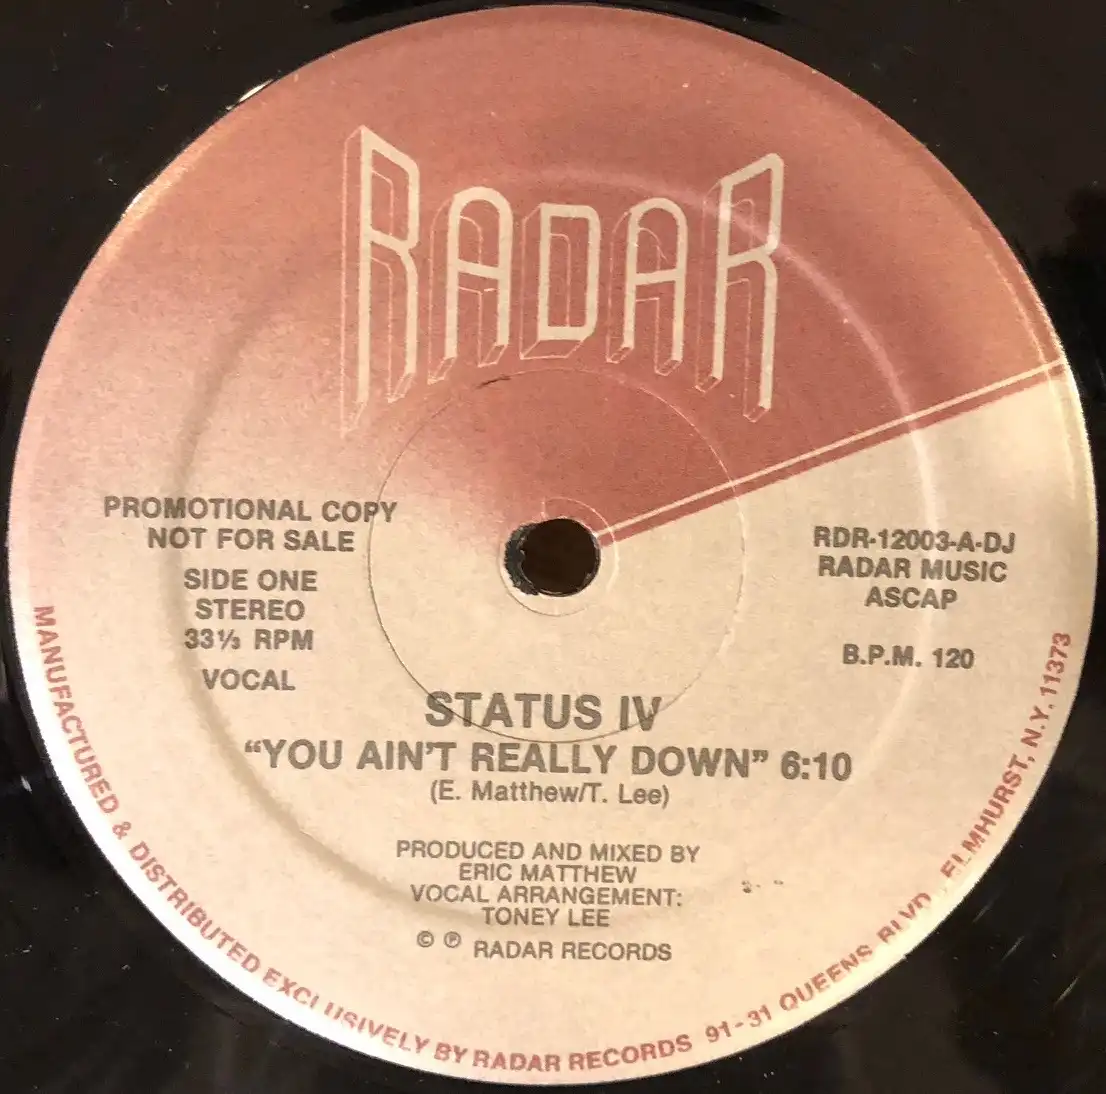 RADAR
PROMOTIONAL COPY
NOT FOR SALE
SIDE ONE
STEREO
33⅓ RPM
VOCAL
RDR-12003-A-DJ
RADAR MUSIC
ASCAP
B.P.M. 120
STATUS IV
“YOU AIN'T REALLY DOWN” 6:10
(E. Matthew/T. Lee)
PRODUCED AND MIXED BY
ERIC MATTHEW
VOCAL ARRANGEMENT:
TONEY LEE
© ℗ RADAR RECORDS
MANUFACTURED & DISTRIBUTED EXCLUSIVELY BY RADAR RECORDS 91-31 QUEENS BLVD. ELMHURST, N.Y. 11373